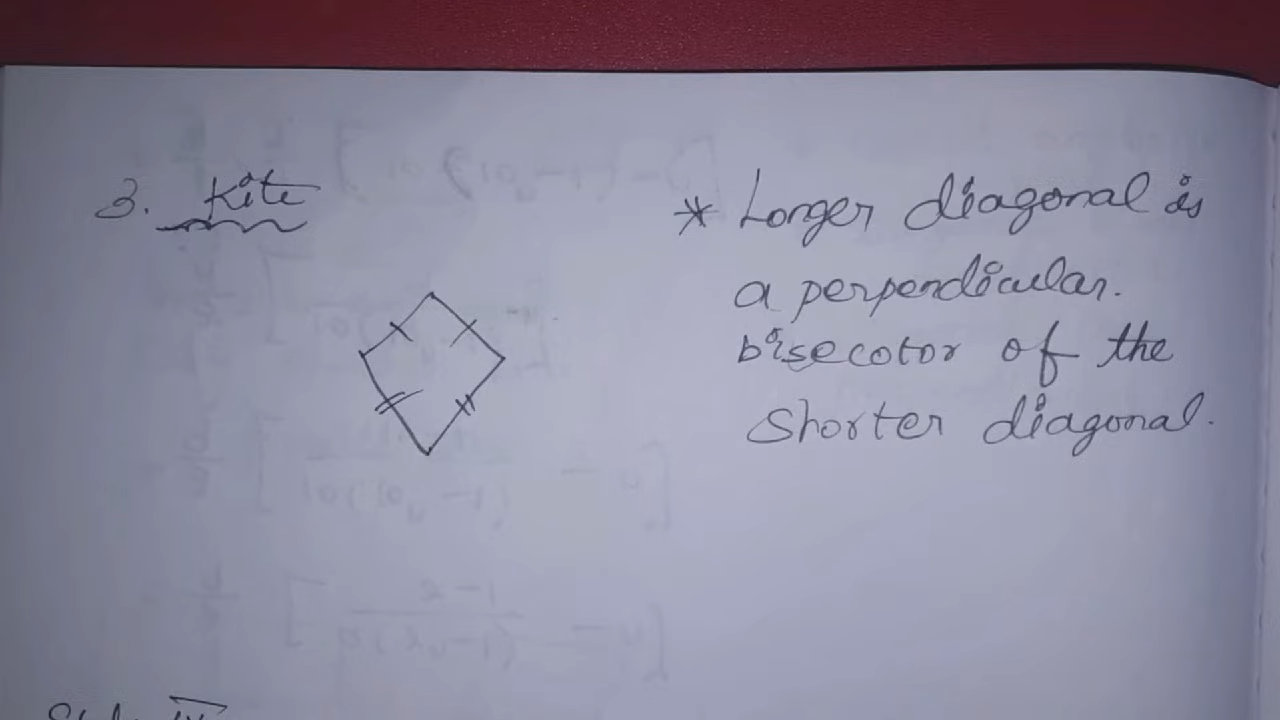 3. Kite
* Longer diagonal is
a perpendicular.
bisecotor of the
shorter diagonal.